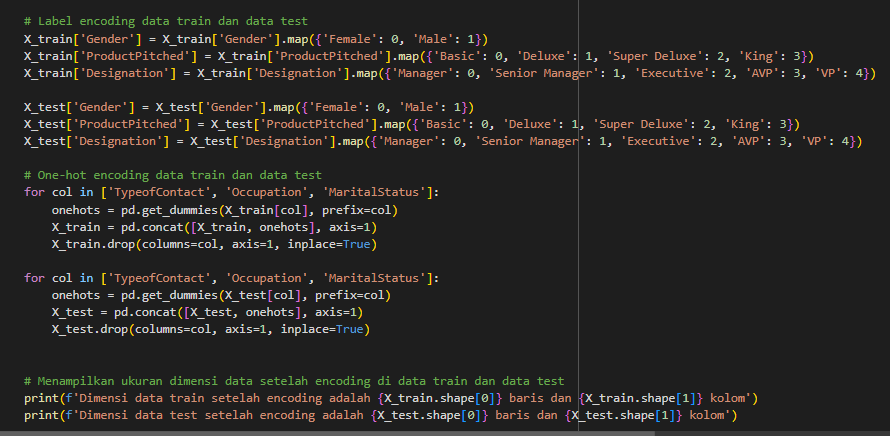 # Label encoding data train dan data test
X_train['Gender'] = X_train['Gender'].map({'Female': 0, 'Male': 1})
X_train['ProductPitched'] = X_train['ProductPitched'].map({'Basic': 0, 'Deluxe': 1, 'Super Deluxe': 2, 'King': 3})
X_train['Designation'] = X_train['Designation'].map({'Manager': 0, 'Senior Manager': 1, 'Executive': 2, 'AVP': 3, 'VP': 4})
X_test['Gender'] = X_test['Gender'].map({'Female': 0, 'Male': 1})
X_test['ProductPitched'] = X_test['ProductPitched'].map({'Basic': 0, 'Deluxe': 1, 'Super Deluxe': 2, 'King': 3})
X_test['Designation'] = X_test['Designation'].map({'Manager': 0, 'Senior Manager': 1, 'Executive': 2, 'AVP': 3, 'VP': 4})
# One-hot encoding data train dan data test
for col in ['TypeofContact', 'Occupation', 'MaritalStatus']:
    onehots = pd.get_dummies(X_train[col], prefix=col)
    X_train = pd.concat([X_train, onehots], axis=1)
    X_train.drop(columns=col, axis=1, inplace=True)
for col in ['TypeofContact', 'Occupation', 'MaritalStatus']:
    onehots = pd.get_dummies(X_test[col], prefix=col)
    X_test = pd.concat([X_test, onehots], axis=1)
    X_test.drop(columns=col, axis=1, inplace=True)
# Menampilkan ukuran dimensi data setelah encoding di data train dan data test
print(f'Dimensi data train setelah encoding adalah {X_train.shape[0]} baris dan {X_train.shape[1]} kolom')
print(f'Dimensi data test setelah encoding adalah {X_test.shape[0]} baris dan {X_test.shape[1]} kolom')